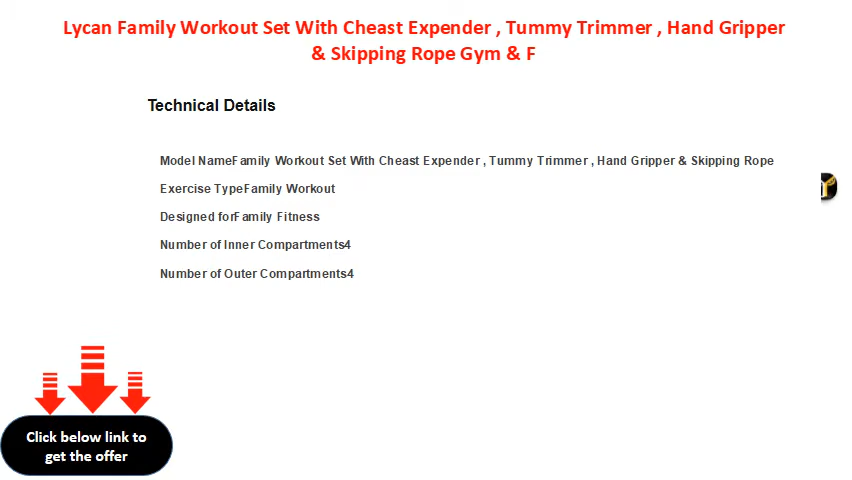 Lycan Family Workout Set With Cheast Expender , Tummy Trimmer , Hand Gripper
& Skipping Rope Gym & F
Technical Details
Model NameFamily Workout Set With Cheast Expender , Tummy Trimmer , Hand Gripper & Skipping Rope
Exercise TypeFamily Workout
Designed forFamily Fitness
Number of Inner Compartments4
Number of Outer Compartments4
Click below link to
get the offer